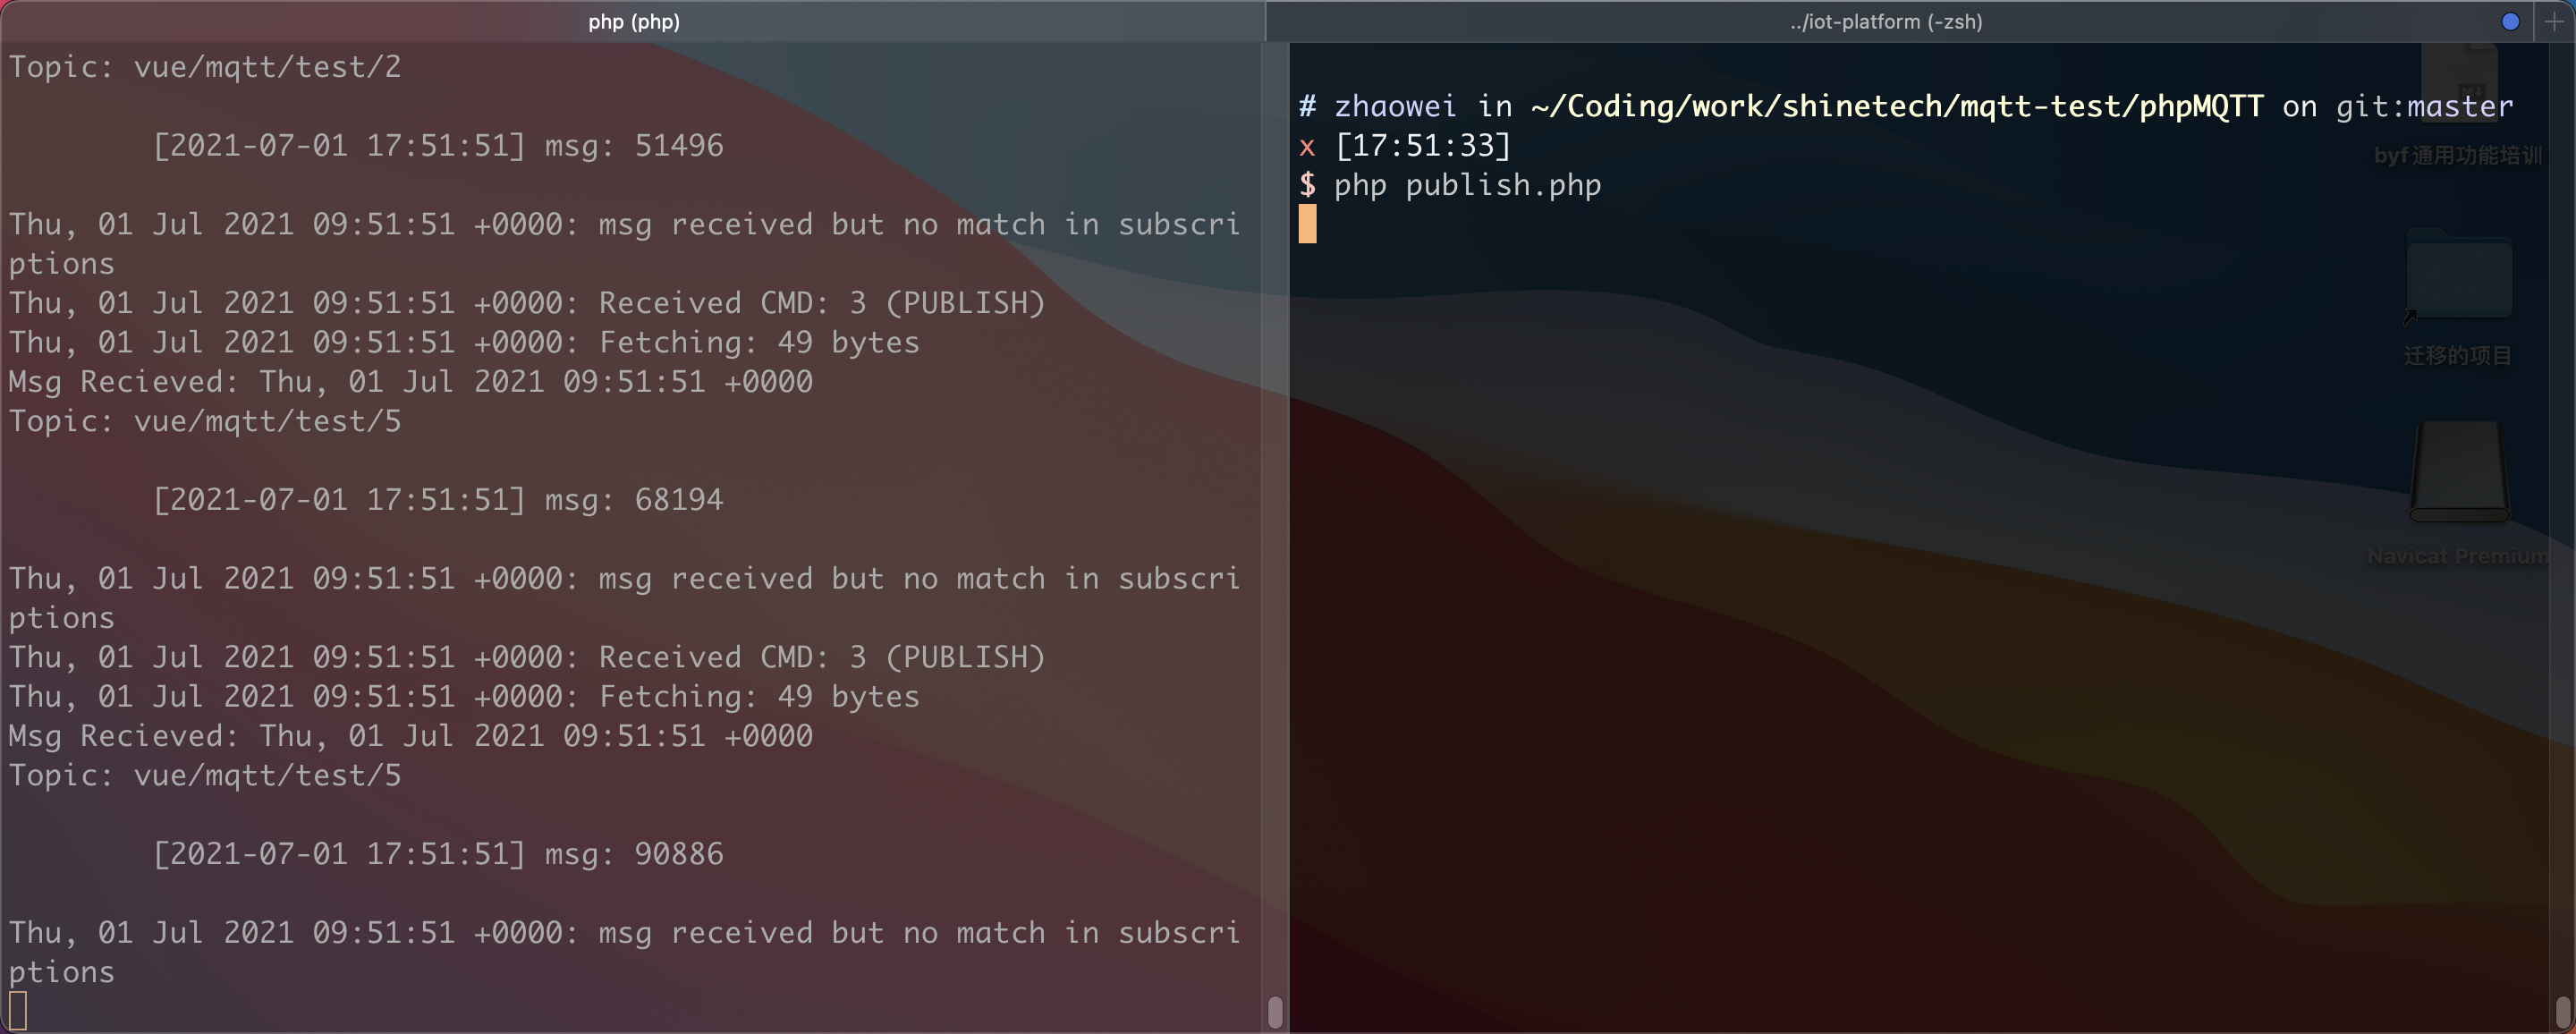 php (php)
../iot-platform (-zsh)
Topic: vue/mqtt/test/2
[2021-07-01 17:51:51] msg: 51496
Thu, 01 Jul 2021 09:51:51 +0000: msg received but no match in subscri
ptions
Thu, 01 Jul 2021 09:51:51 +0000: Received CMD: 3 (PUBLISH)
Thu, 01 Jul 2021 09:51:51 +0000: Fetching: 49 bytes
Msg Recieved: Thu, 01 Jul 2021 09:51:51 +0000
Topic: vue/mqtt/test/5
[2021-07-01 17:51:51] msg: 68194
Thu, 01 Jul 2021 09:51:51 +0000: msg received but no match in subscri
ptions
Thu, 01 Jul 2021 09:51:51 +0000: Received CMD: 3 (PUBLISH)
Thu, 01 Jul 2021 09:51:51 +0000: Fetching: 49 bytes
Msg Recieved: Thu, 01 Jul 2021 09:51:51 +0000
Topic: vue/mqtt/test/5
[2021-07-01 17:51:51] msg: 90886
Thu, 01 Jul 2021 09:51:51 +0000: msg received but no match in subscri
ptions
# zhaowei in ~/Coding/work/shinetech/mqtt-test/phpMQTT on git:master
x [17:51:33]
$ php publish.php
byf通用功能培训
迁移的项目
Navicat Premium